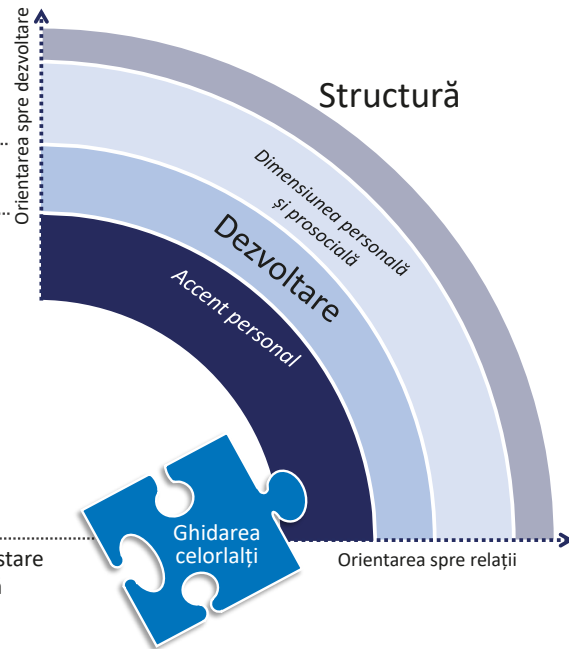 Orientarea spre dezvoltare
Structură
Dimensiunea personală
și prosocială
Dezvoltare
Accent personal
Ghidarea
celorlalți
stare
Orientarea spre relații